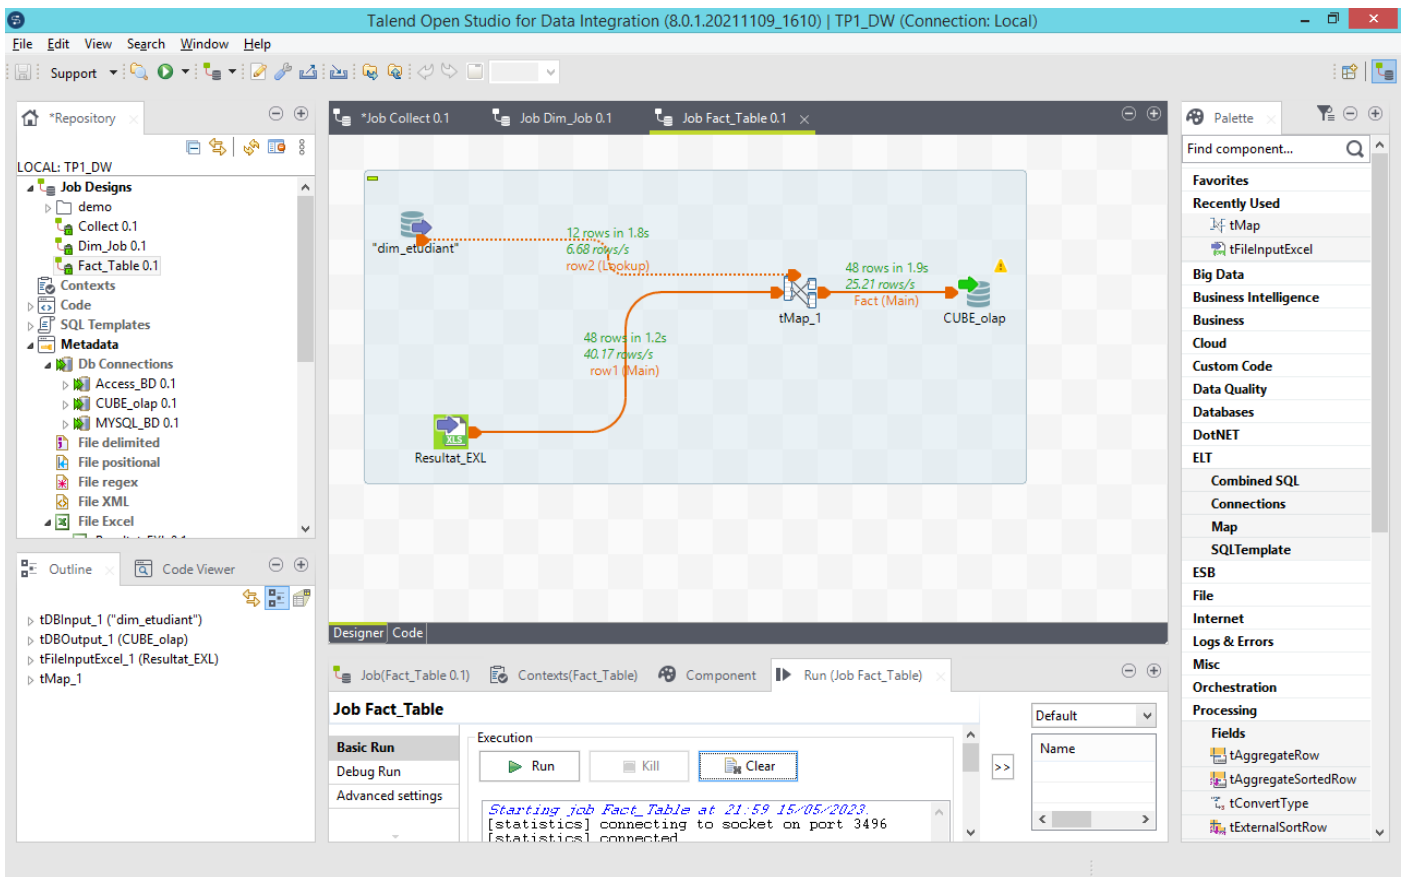 Talend Open Studio for Data Integration (8.0.1.20211109_1610) | TP1_DW (Connection: Local)
File Edit View Search Window Help
Support
*Repository
LOCAL: TP1_DW
Job Designs
demo
Collect 0.1
Dim_Job 0.1
Fact_Table 0.1
Contexts
Code
SQL Templates
Metadata
Db Connections
Access_BD 0.1
CUBE_olap 0.1
MYSQL_BD 0.1
File delimited
File positional
File regex
File XML
File Excel
Outline Code Viewer
tDBInput_1 ("dim_etudiant")
tDBOutput_1 (CUBE_olap)
tFileInputExcel_1 (Resultat_EXL)
tMap_1
*Job Collect 0.1 Job Dim_Job 0.1 Job Fact_Table 0.1
"dim_etudiant"
12 rows in 1.8s
6.68 rows/s
row2 (Lookup)
48 rows in 1.9s
25.21 rows/s
Fact (Main)
tMap_1
CUBE_olap
48 rows in 1.2s
40.17 rows/s
row1 (Main)
XLS
Resultat_EXL
Designer Code
Job(Fact_Table 0.1) Contexts(Fact_Table) Component Run (Job Fact_Table)
Job Fact_Table
Basic Run
Debug Run
Advanced settings
Execution
Run Kill Clear
Starting job Fact_Table at 21:59 15/05/2023.
[statistics] connecting to socket on port 3496
[statistics] connected
>>
Default
Name
Palette
Find component...
Favorites
Recently Used
tMap
tFileInputExcel
Big Data
Business Intelligence
Business
Cloud
Custom Code
Data Quality
Databases
DotNET
ELT
Combined SQL
Connections
Map
SQLTemplate
ESB
File
Internet
Logs & Errors
Misc
Orchestration
Processing
Fields
tAggregateRow
tAggregateSortedRow
tConvertType
tExternalSortRow